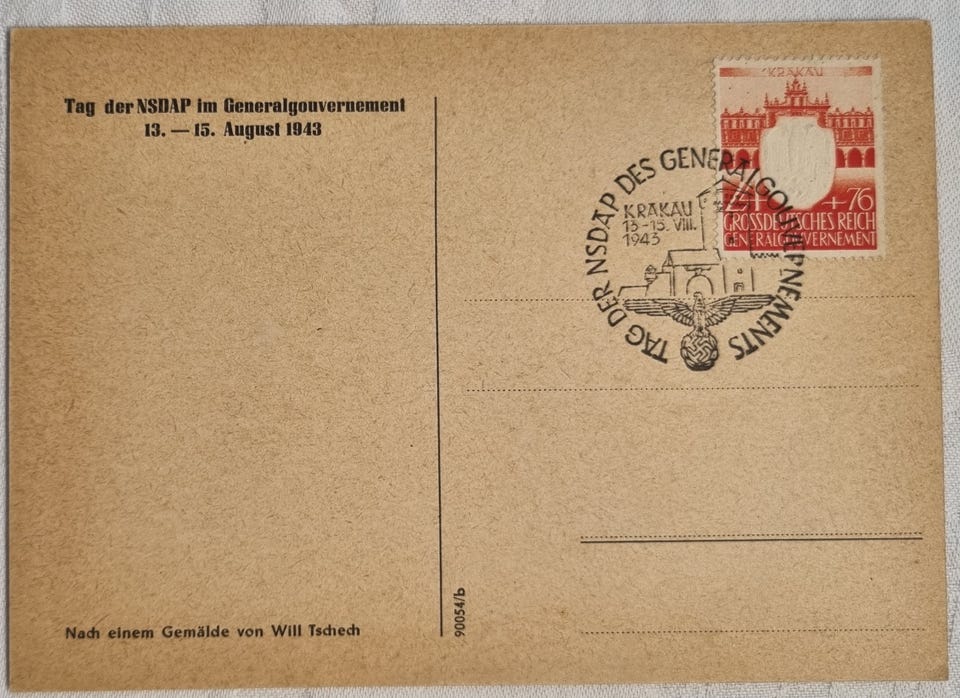 Tag der NSDAP im Generalgouvernement
13. — 15. August 1943
KRAKAU
24 + 76
GROSSDEUTSCHES REICH
GENERALGOUVERNEMENT
TAG DER NSDAP DES GENERALGOUVERNEMENTS
KRAKAU
13-15. VIII.
1943
Nach einem Gemälde von Will Tschech
90054/b